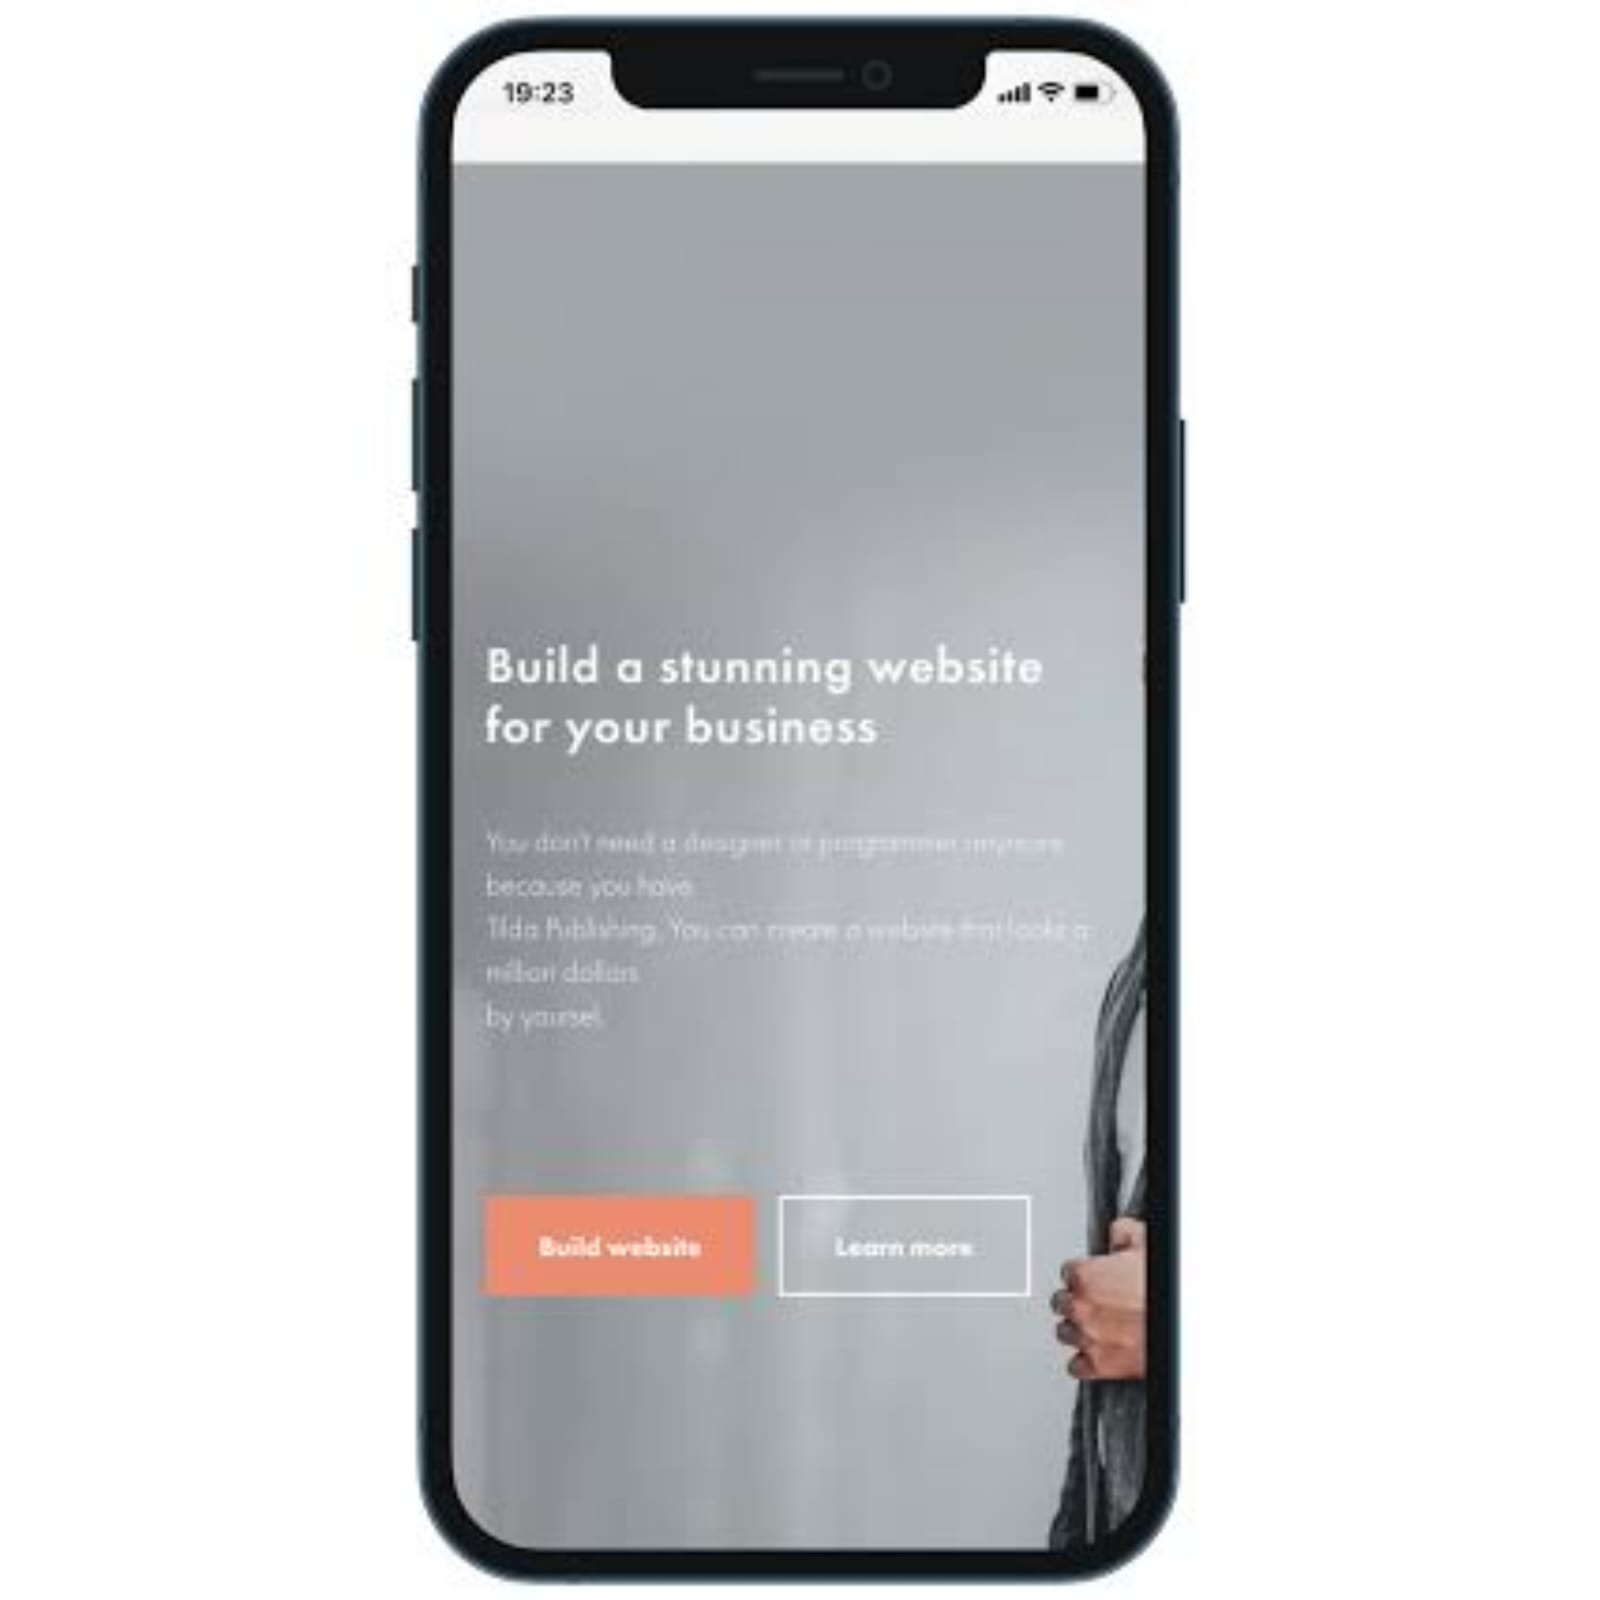 19:23
Build a stunning website
for your business
You don't need a designer or programmer anymore
because you have
Tilda Publishing. You can create a website that looks a
million dollars
by yoursel.
Build website
Learn more